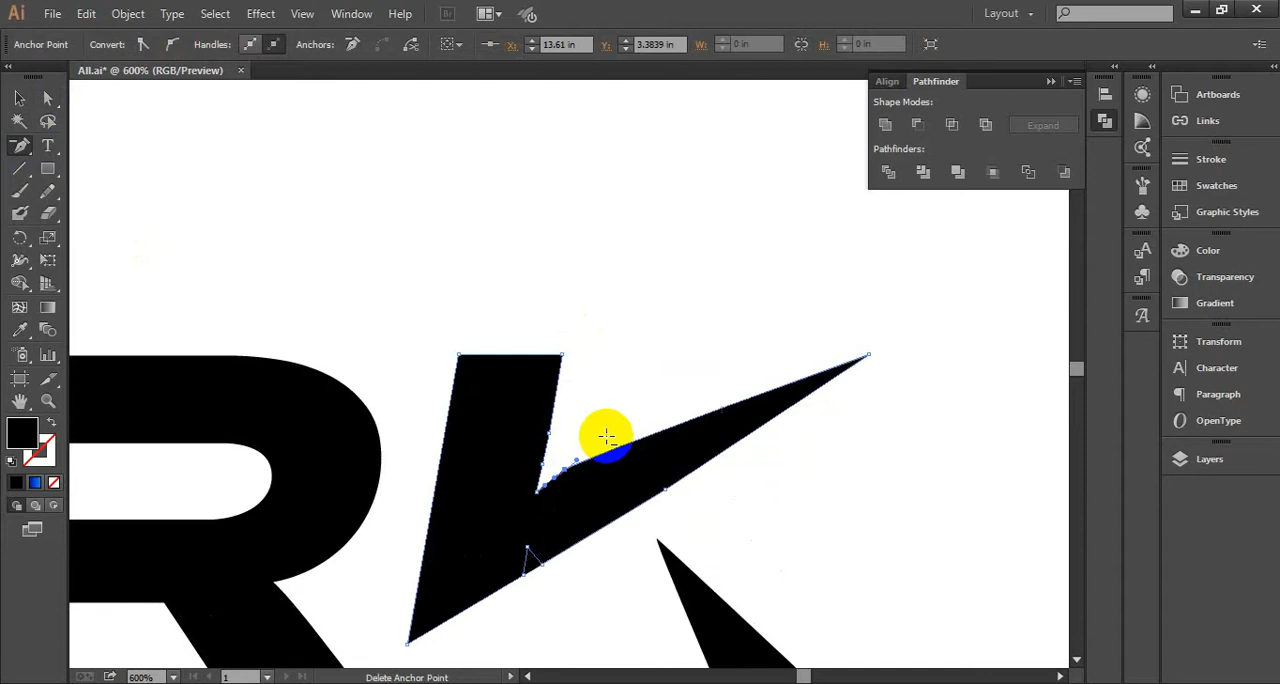 Ai File Edit Object Type Select Effect View Window Help Br Layout
Anchor Point Convert: Handles: Anchors: X: 13.61 in Y: 3.3839 in W: 0 in H: 0 in
All.ai* @ 600% (RGB/Preview) ×
Align Pathfinder
Shape Modes:
Expand
Pathfinders:
Artboards
Links
Stroke
Swatches
Graphic Styles
Color
Transparency
Gradient
Transform
Character
Paragraph
OpenType
Layers
RK
600% 1 Delete Anchor Point